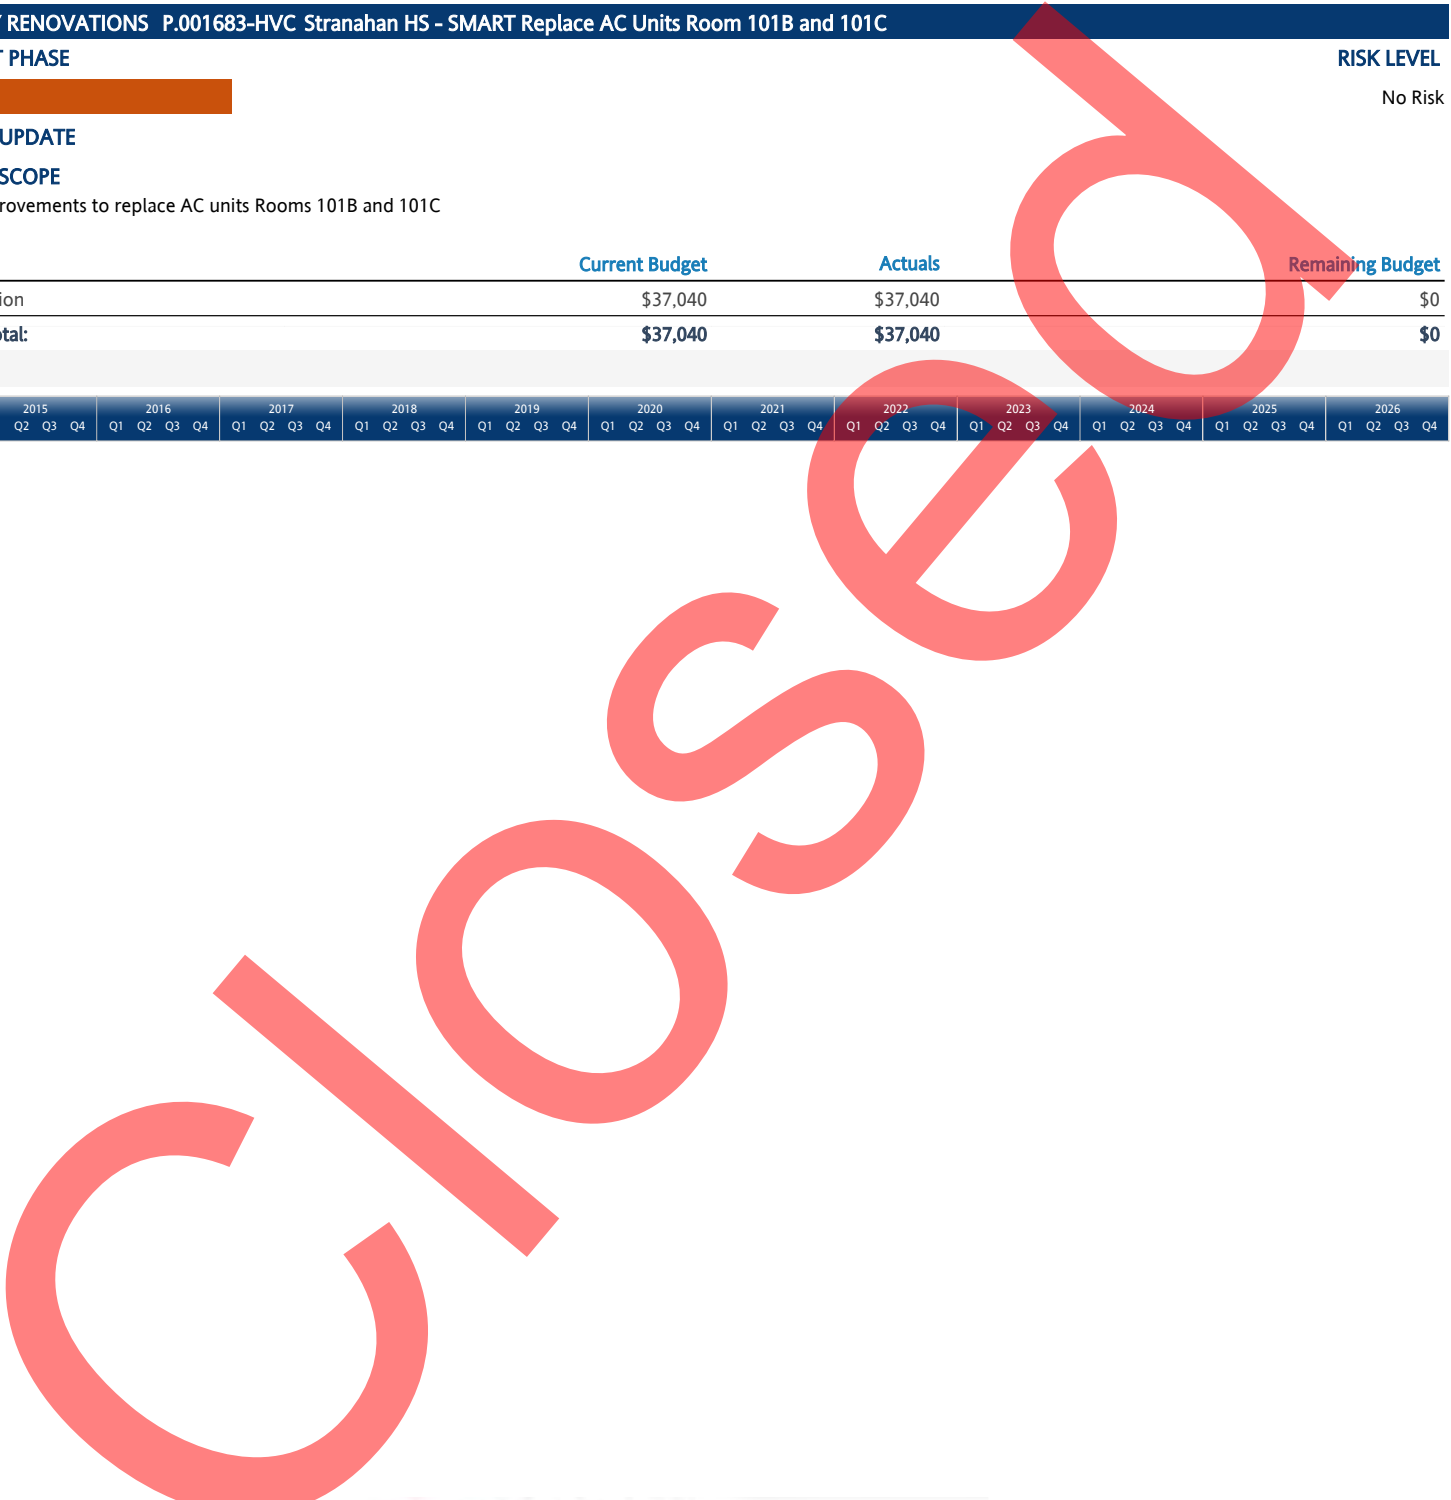 Y RENOVATIONS P.001683-HVC Stranahan HS - SMART Replace AC Units Room 101B and 101C
T PHASE RISK LEVEL
No Risk
UPDATE
SCOPE
rovements to replace AC units Rooms 101B and 101C
Current Budget Actuals Remaining Budget
ion $37,040 $37,040 $0
otal: $37,040 $37,040 $0
2015 2016 2017 2018 2019 2020 2021 2022 2023 2024 2025 2026
Q2 Q3 Q4 Q1 Q2 Q3 Q4 Q1 Q2 Q3 Q4 Q1 Q2 Q3 Q4 Q1 Q2 Q3 Q4 Q1 Q2 Q3 Q4 Q1 Q2 Q3 Q4 Q1 Q2 Q3 Q4 Q1 Q2 Q3 Q4 Q1 Q2 Q3 Q4 Q1 Q2 Q3 Q4 Q1 Q2 Q3 Q4
Closed